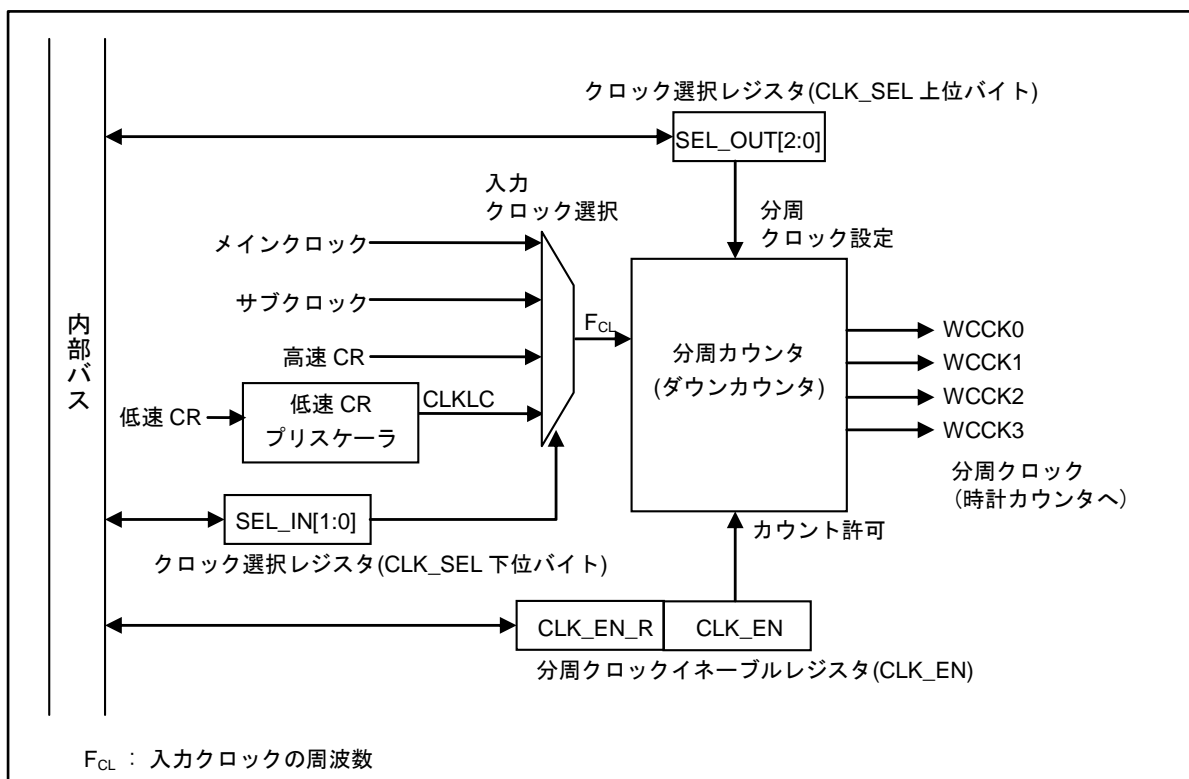 クロック選択レジスタ(CLK_SEL 上位バイト)
SEL_OUT[2:0]
入力
クロック選択
分周
クロック設定
メインクロック
サブクロック
高速 CR
低速 CR
低速 CR
プリスケーラ
CLKLC
FCL
内部バス
分周カウンタ
(ダウンカウンタ)
WCCK0
WCCK1
WCCK2
WCCK3
分周クロック
(時計カウンタへ)
SEL_IN[1:0]
クロック選択レジスタ(CLK_SEL 下位バイト)
カウント許可
CLK_EN_R
CLK_EN
分周クロックイネーブルレジスタ(CLK_EN)
FCL : 入力クロックの周波数